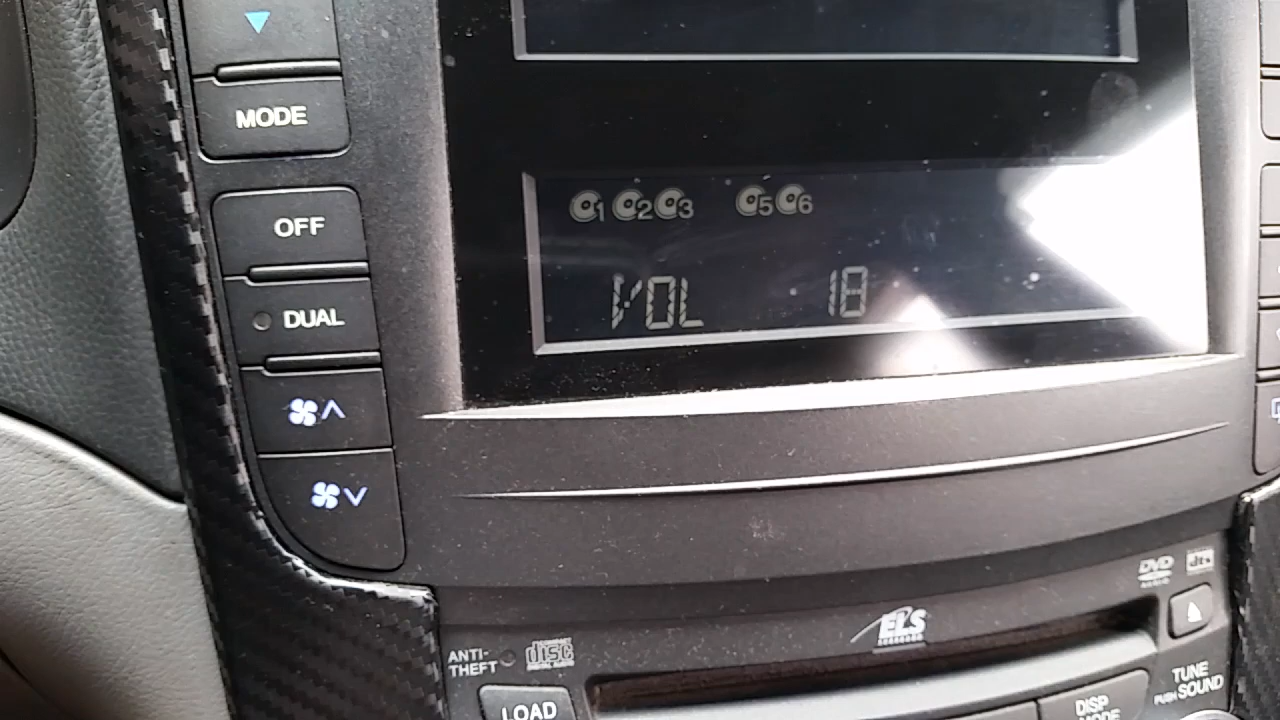 MODE
OFF
DUAL
1 2 3 5 6
VOL 18
DVD
ELS
ANTI-
THEFT
disc
LOAD
DISP
MODE
TUNE
PUSH SOUND